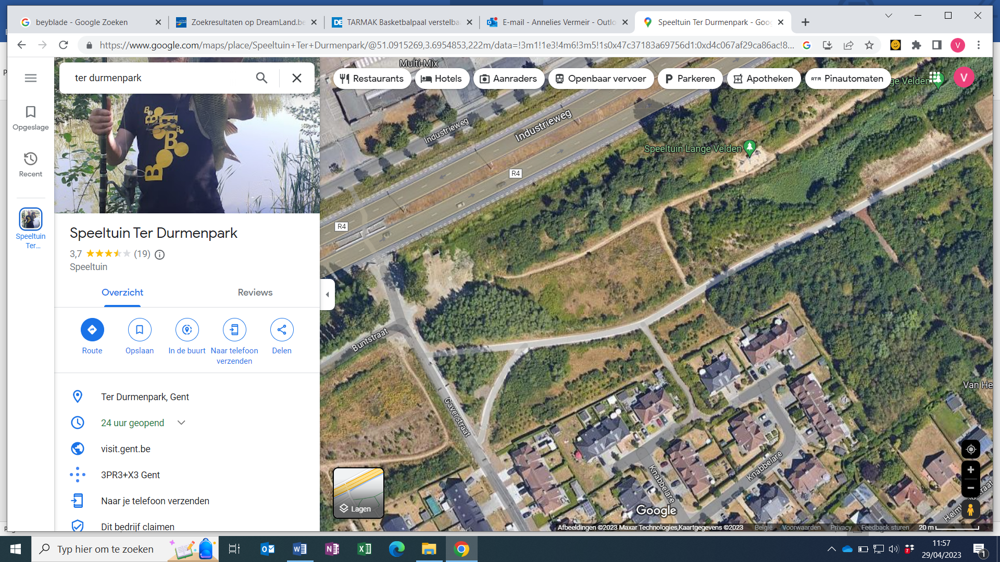 beyblade - Google Zoeken
Zoekresultaten op DreamLand.be
TARMAK Basketbalpaal verstelba
E-mail - Annelies Vermeir - Outlo
Speeltuin Ter Durmenpark - Goo
https://www.google.com/maps/place/Speeltuin+Ter+Durmenpark/@51.0915269,3.6954853,222m/data=!3m1!1e3!4m6!3m5!1s0x47c37183a69756d1:0xd4c067af29ca86ac!8...
V
ter durmenpark
Restaurants
Hotels
Aanraders
Openbaar vervoer
Parkeren
Apotheken
ATM Pinautomaten
V
Opgeslage
Recent
Speeltuin
Ter...
Speeltuin Ter Durmenpark
3,7 (19)
Speeltuin
Overzicht
Reviews
Route
Opslaan
In de buurt
Naar telefoon
verzenden
Delen
Ter Durmenpark, Gent
24 uur geopend
visit.gent.be
3PR3+X3 Gent
Naar je telefoon verzenden
Dit bedrijf claimen
Multi-Mix
Industrieweg
Industrieweg
Speeltuin Lange Velden
ge Velden
R4
R4
Buntstraat
Gaverstraat
Knabbelare
Knabbelare
Van He
Lagen
Google
Afbeeldingen ©2023 Maxar Technologies,Kaartgegevens ©2023
België
Voorwaarden
Privacy
Feedback sturen
20 m
Typ hier om te zoeken
11:57
29/04/2023
1